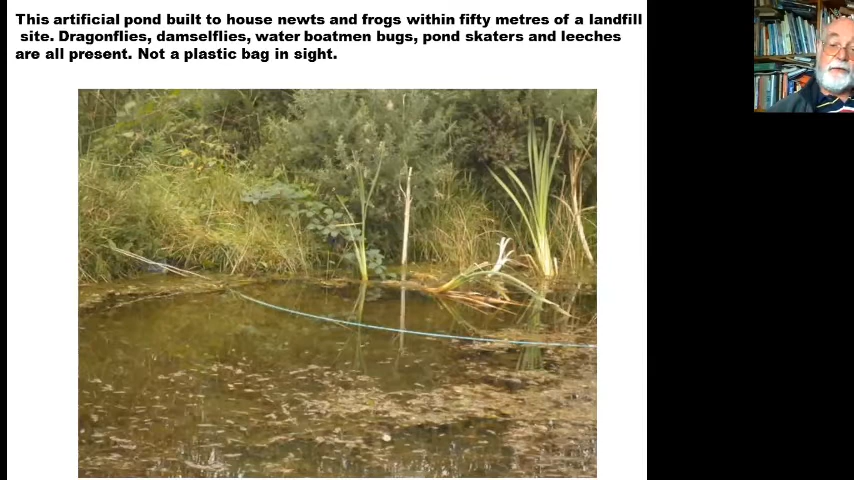 This artificial pond built to house newts and frogs within fifty metres of a landfill
site. Dragonflies, damselflies, water boatmen bugs, pond skaters and leeches
are all present. Not a plastic bag in sight.